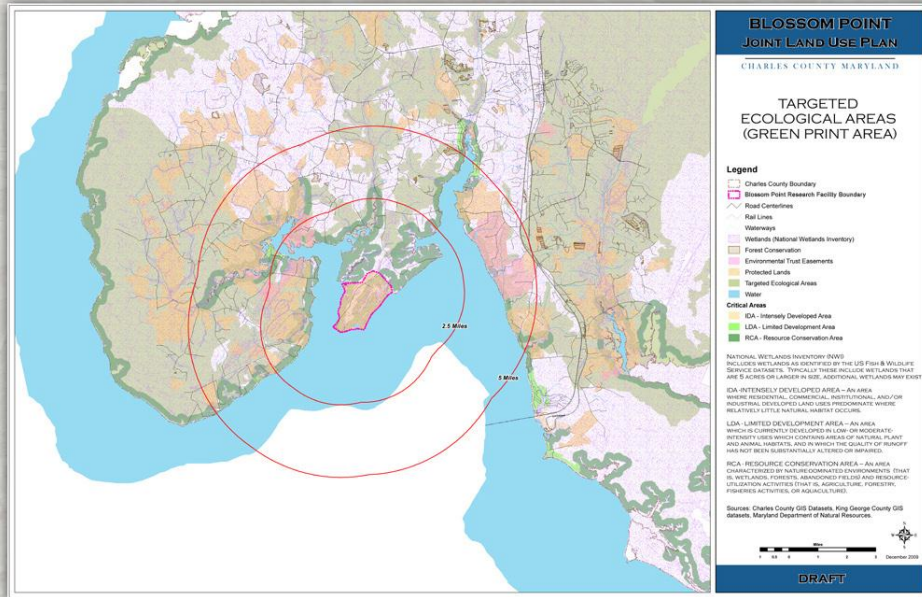 BLOSSOM POINT
JOINT LAND USE PLAN
CHARLES COUNTY MARYLAND
TARGETED
ECOLOGICAL AREAS
(GREEN PRINT AREA)
Legend
Charles County Boundary
Blossom Point Research Facility Boundary
Road Centerlines
Rail Lines
Waterways
Wetlands (National Wetlands Inventory)
Forest Conservation
Environmental Trust Easements
Protected Lands
Targeted Ecological Areas
Water
Critical Areas
IDA - Intensely Developed Area
LDA - Limited Development Area
RCA - Resource Conservation Area
2.5 Miles
5 Miles
NATIONAL WETLANDS INVENTORY (NWI)
INCLUDES WETLANDS AS IDENTIFIED BY THE US FISH & WILDLIFE
SERVICE DATASETS. TYPICALLY THESE INCLUDE WETLANDS THAT
ARE 5 ACRES OR LARGER IN SIZE, ADDITIONAL WETLANDS MAY EXIST
IDA -INTENSELY DEVELOPED AREA – AN AREA
WHERE RESIDENTIAL, COMMERCIAL, INSTITUTIONAL, AND/OR
INDUSTRIAL DEVELOPED LAND USES PREDOMINATE WHERE
RELATIVELY LITTLE NATURAL HABITAT OCCURS.
LDA - LIMITED DEVELOPMENT AREA – AN AREA
WHICH IS CURRENTLY DEVELOPED IN LOW- OR MODERATE-
INTENSITY USES WHICH CONTAINS AREAS OF NATURAL PLANT
AND ANIMAL HABITATS, AND IN WHICH THE QUALITY OF RUNOFF
HAS NOT BEEN SUBSTANTIALLY ALTERED OR IMPAIRED.
RCA - RESOURCE CONSERVATION AREA – AN AREA
CHARACTERIZED BY NATURE-DOMINATED ENVIRONMENTS (THAT
IS, WETLANDS, FORESTS, ABANDONED FIELDS) AND RESOURCE-
UTILIZATION ACTIVITIES (THAT IS, AGRICULTURE, FORESTRY,
FISHERIES ACTIVITIES, OR AQUACULTURE).
Sources: Charles County GIS Datasets, King George County GIS
datasets, Maryland Department of Natural Resources.
Miles
1 0.5 0 1 2 3
December 2009
DRAFT